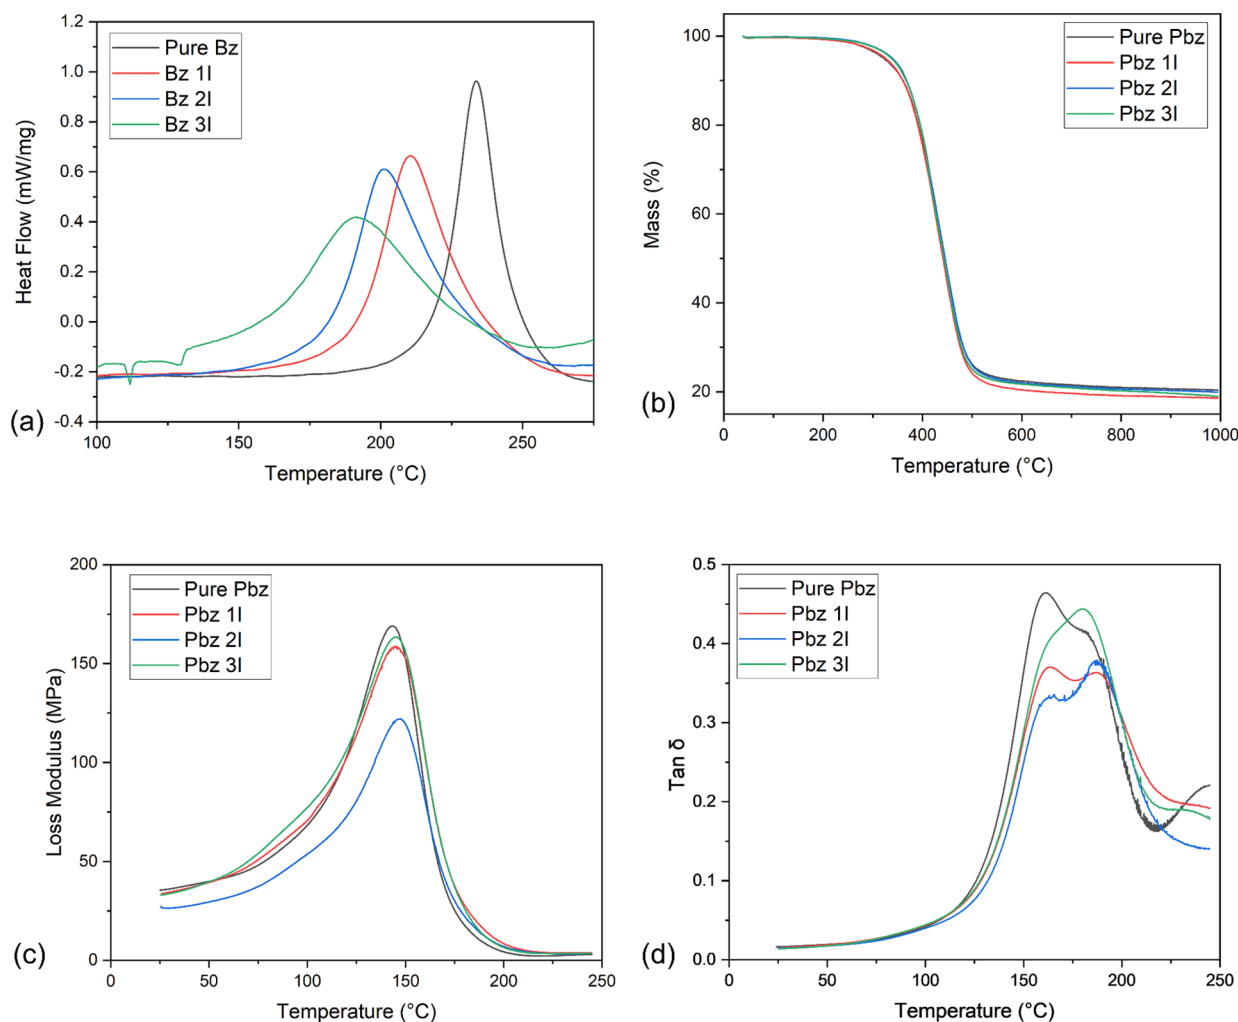 1.2
1.0
0.8
0.6
0.4
0.2
0.0
-0.2
-0.4
Heat Flow (mW/mg)
Pure Bz
Bz 1I
Bz 2I
Bz 3I
100
150
200
250
Temperature (°C)
(a)
100
80
60
40
20
Mass (%)
Pure Pbz
Pbz 1I
Pbz 2I
Pbz 3I
0
200
400
600
800
1000
Temperature (°C)
(b)
200
150
100
50
0
Loss Modulus (MPa)
Pure Pbz
Pbz 1I
Pbz 2I
Pbz 3I
0
50
100
150
200
250
Temperature (°C)
(c)
0.5
0.4
0.3
0.2
0.1
0.0
Tan δ
Pure Pbz
Pbz 1I
Pbz 2I
Pbz 3I
0
50
100
150
200
250
Temperature (°C)
(d)